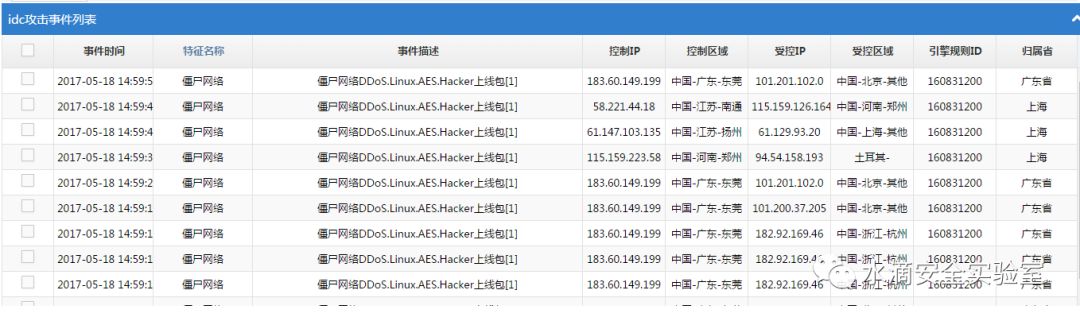 idc攻击事件列表
事件时间 特征名称 事件描述 控制IP 控制区域 受控IP 受控区域 引擎规则ID 归属省
2017-05-18 14:59:5 僵尸网络 僵尸网络DDoS.Linux.AES.Hacker上线包[1] 183.60.149.199 中国-广东-东莞 101.201.102.0 中国-北京-其他 160831200 广东省
2017-05-18 14:59:4 僵尸网络 僵尸网络DDoS.Linux.AES.Hacker上线包[1] 58.221.44.18 中国-江苏-南通 115.159.126.164 中国-河南-郑州 160831200 上海
2017-05-18 14:59:4 僵尸网络 僵尸网络DDoS.Linux.AES.Hacker上线包[1] 61.147.103.135 中国-江苏-扬州 61.129.93.20 中国-上海-其他 160831200 上海
2017-05-18 14:59:3 僵尸网络 僵尸网络DDoS.Linux.AES.Hacker上线包[1] 115.159.223.58 中国-河南-郑州 94.54.158.193 土耳其- 160831200 上海
2017-05-18 14:59:2 僵尸网络 僵尸网络DDoS.Linux.AES.Hacker上线包[1] 183.60.149.199 中国-广东-东莞 101.201.102.0 中国-北京-其他 160831200 广东省
2017-05-18 14:59:1 僵尸网络 僵尸网络DDoS.Linux.AES.Hacker上线包[1] 183.60.149.199 中国-广东-东莞 101.200.37.205 中国-北京-其他 160831200 广东省
2017-05-18 14:59:1 僵尸网络 僵尸网络DDoS.Linux.AES.Hacker上线包[1] 183.60.149.199 中国-广东-东莞 182.92.169.46 中国-浙江-杭州 160831200 广东省
2017-05-18 14:59:1 僵尸网络 僵尸网络DDoS.Linux.AES.Hacker上线包[1] 183.60.149.199 中国-广东-东莞 中国-浙江-杭州 160831200 广东省
2017-05-18 14:59:1 僵尸网络 僵尸网络DDoS.Linux.AES.Hacker上线包[1] 183.60.149.199 中国-广东-东莞 182.92.169.46 中国-浙江-杭州 160831200 广东省
水滴安全实验室